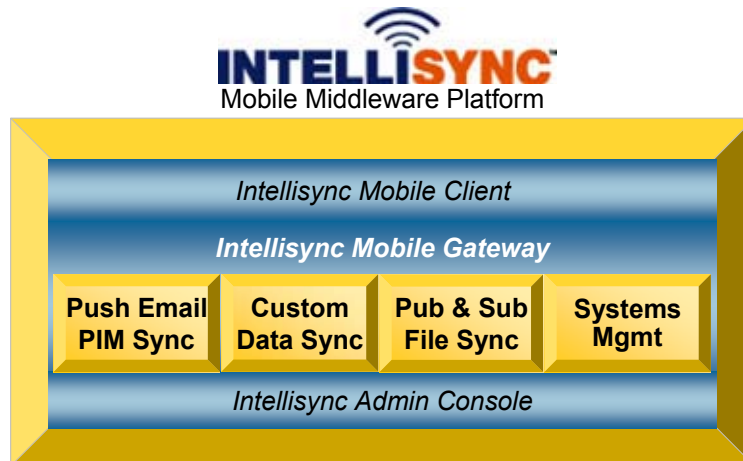 INTELLISYNC™
Mobile Middleware Platform
Intellisync Mobile Client
Intellisync Mobile Gateway
Push Email
PIM Sync
Custom
Data Sync
Pub & Sub
File Sync
Systems
Mgmt
Intellisync Admin Console